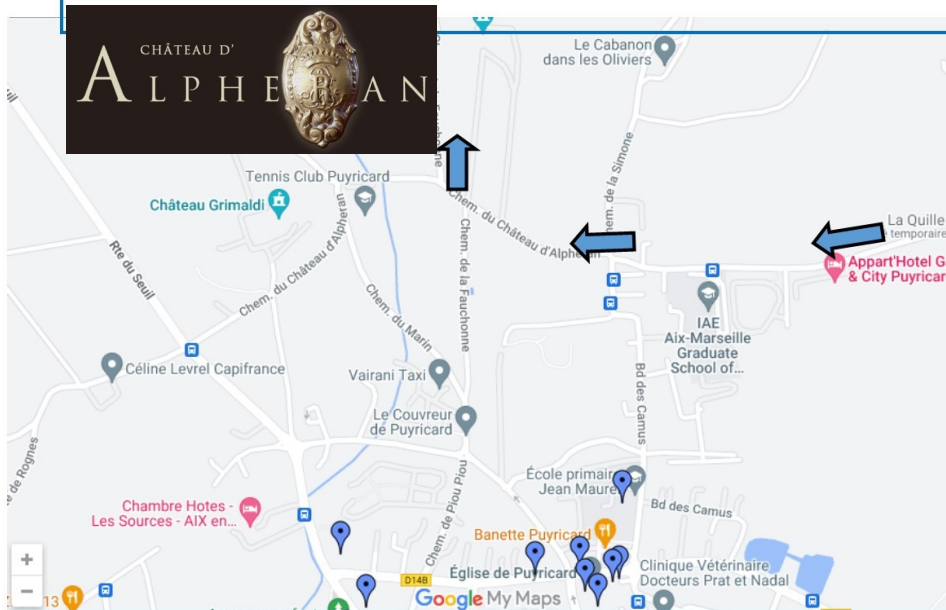 CHÂTEAU D'
ALPHERAN
Le Cabanon
dans les Oliviers
Tennis Club Puyricard
Château Grimaldi
Chem. du Château d'Alpheran
Chem. de la Simone
La Quille
temporaire
Appart'Hotel G
& City Puyricar
Rte du Seuil
Chem. du Château d'Alpheran
Chem. de la Fauchonne
Chem. du Marin
IAE
Aix-Marseille
Graduate
School of...
Céline Levrel Capifrance
Vairani Taxi
Bd des Camus
Le Couvreur
de Puyricard
e de Rognes
École primair
Jean Maure
Chem. de Piou Piou
Bd des Camus
Chambre Hotes -
Les Sources - AIX en...
Banette Puyricard
+
Clinique Vétérinaire
Docteurs Prat et Nadal
Église de Puyricard
D14B
−
13
Google My Maps